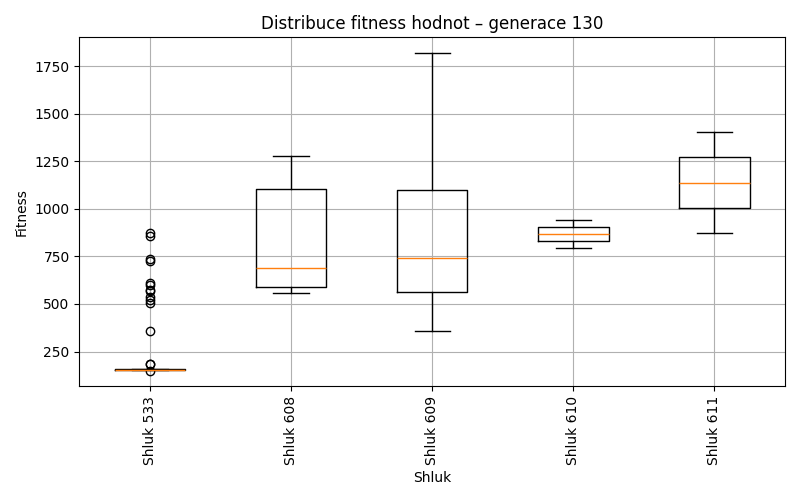 Distribuce fitness hodnot – generace 130
Fitness
1750
1500
1250
1000
750
500
250
Shluk 533
Shluk 608
Shluk 609
Shluk 610
Shluk 611
Shluk